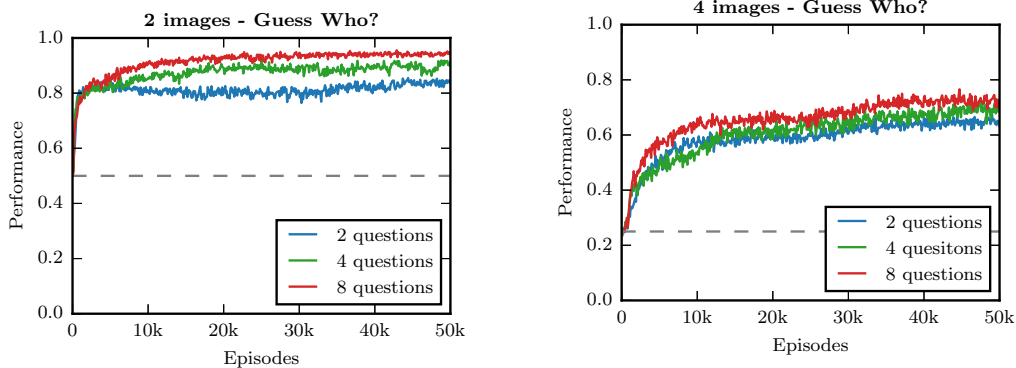 2 images - Guess Who?
1.0
0.8
0.6
0.4
0.2
0.0
Performance
2 questions
4 questions
8 questions
0
10k
20k
30k
40k
50k
Episodes
4 images - Guess Who?
1.0
0.8
0.6
0.4
0.2
0.0
Performance
2 questions
4 quesitons
8 questions
0
10k
20k
30k
40k
50k
Episodes